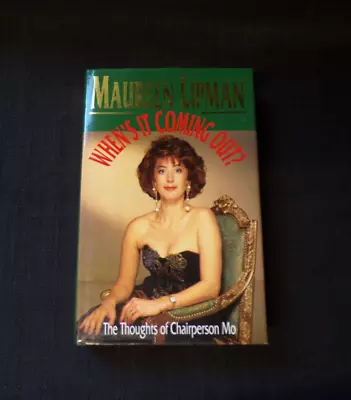 MAUREEN LIPMAN
WHEN'S IT COMING OUT?
The Thoughts of Chairperson Mo